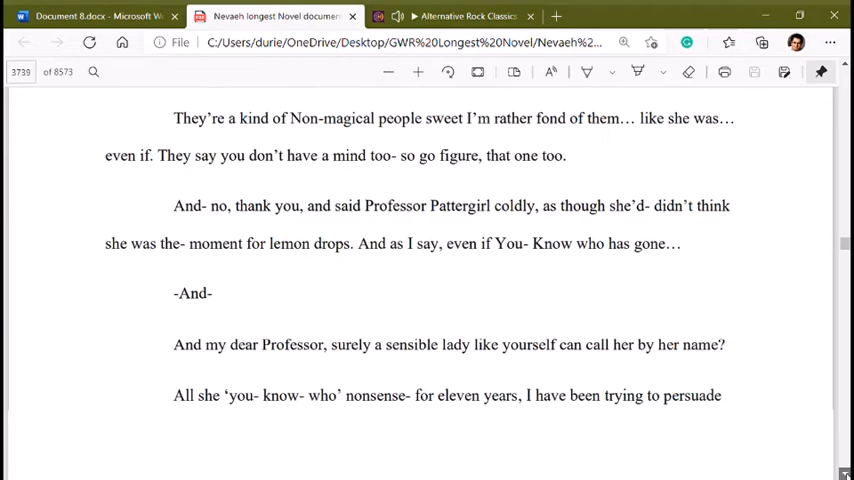 Document 8.docx - Microsoft W
Nevaeh longest Novel documen
Alternative Rock Classics
File
C:/Users/durie/OneDrive/Desktop/GWR%20Longest%20Novel/Nevaeh%2...
3739 of 8573
They’re a kind of Non-magical people sweet I’m rather fond of them… like she was…
even if. They say you don’t have a mind too- so go figure, that one too.
And- no, thank you, and said Professor Pattergirl coldly, as though she’d- didn’t think
she was the- moment for lemon drops. And as I say, even if You- Know who has gone…
-And-
And my dear Professor, surely a sensible lady like yourself can call her by her name?
All she ‘you- know- who’ nonsense- for eleven years, I have been trying to persuade